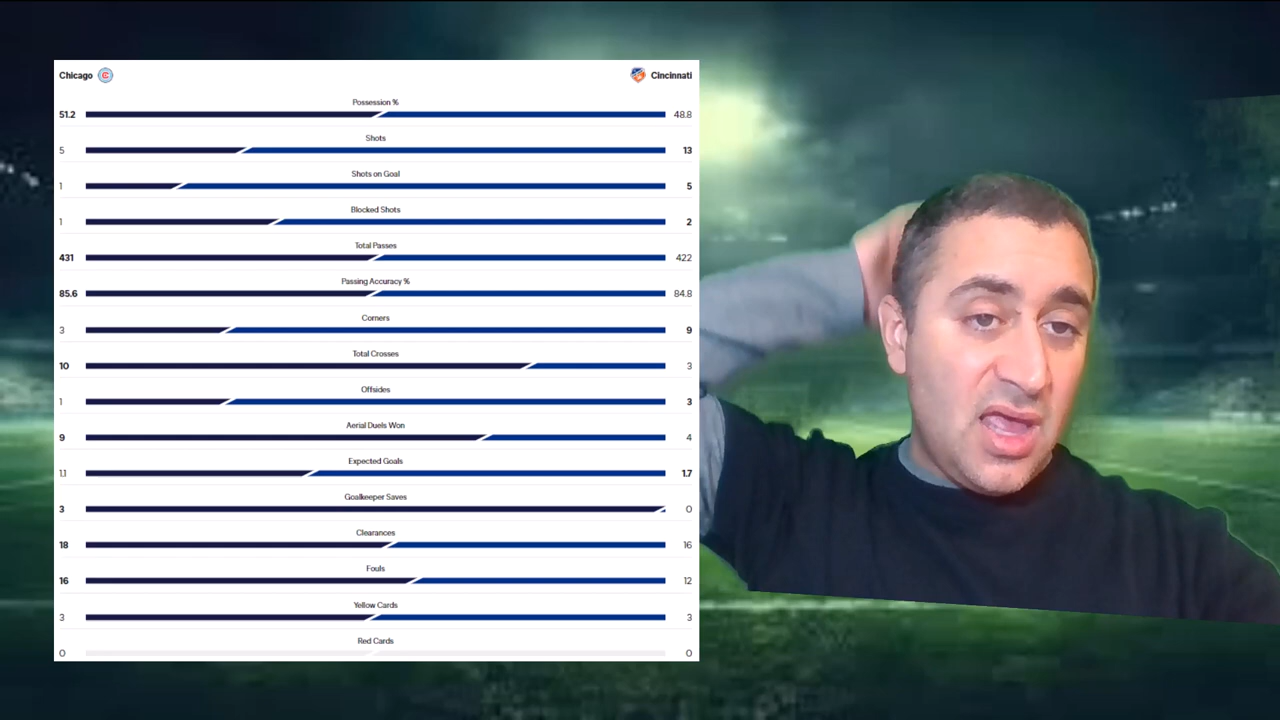 Chicago Cincinnati
Possession %
51.2 48.8
Shots
5 13
Shots on Goal
1 5
Blocked Shots
1 2
Total Passes
431 422
Passing Accuracy %
85.6 84.8
Corners
3 9
Total Crosses
10 3
Offsides
1 3
Aerial Duels Won
9 4
Expected Goals
1.1 1.7
Goalkeeper Saves
3 0
Clearances
18 16
Fouls
16 12
Yellow Cards
3 3
Red Cards
0 0